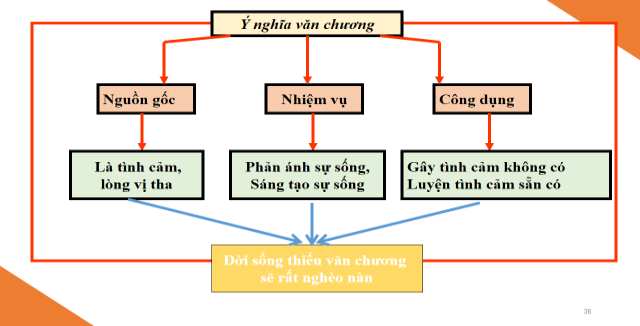 Ý nghĩa văn chương
Nguồn gốc
Nhiệm vụ
Công dụng
Là tình cảm,
lòng vị tha
Phản ánh sự sống,
Sáng tạo sự sống
Gây tình cảm không có
Luyện tình cảm sẵn có
Đời sống thiếu văn chương
sẽ rất nghèo nàn
38